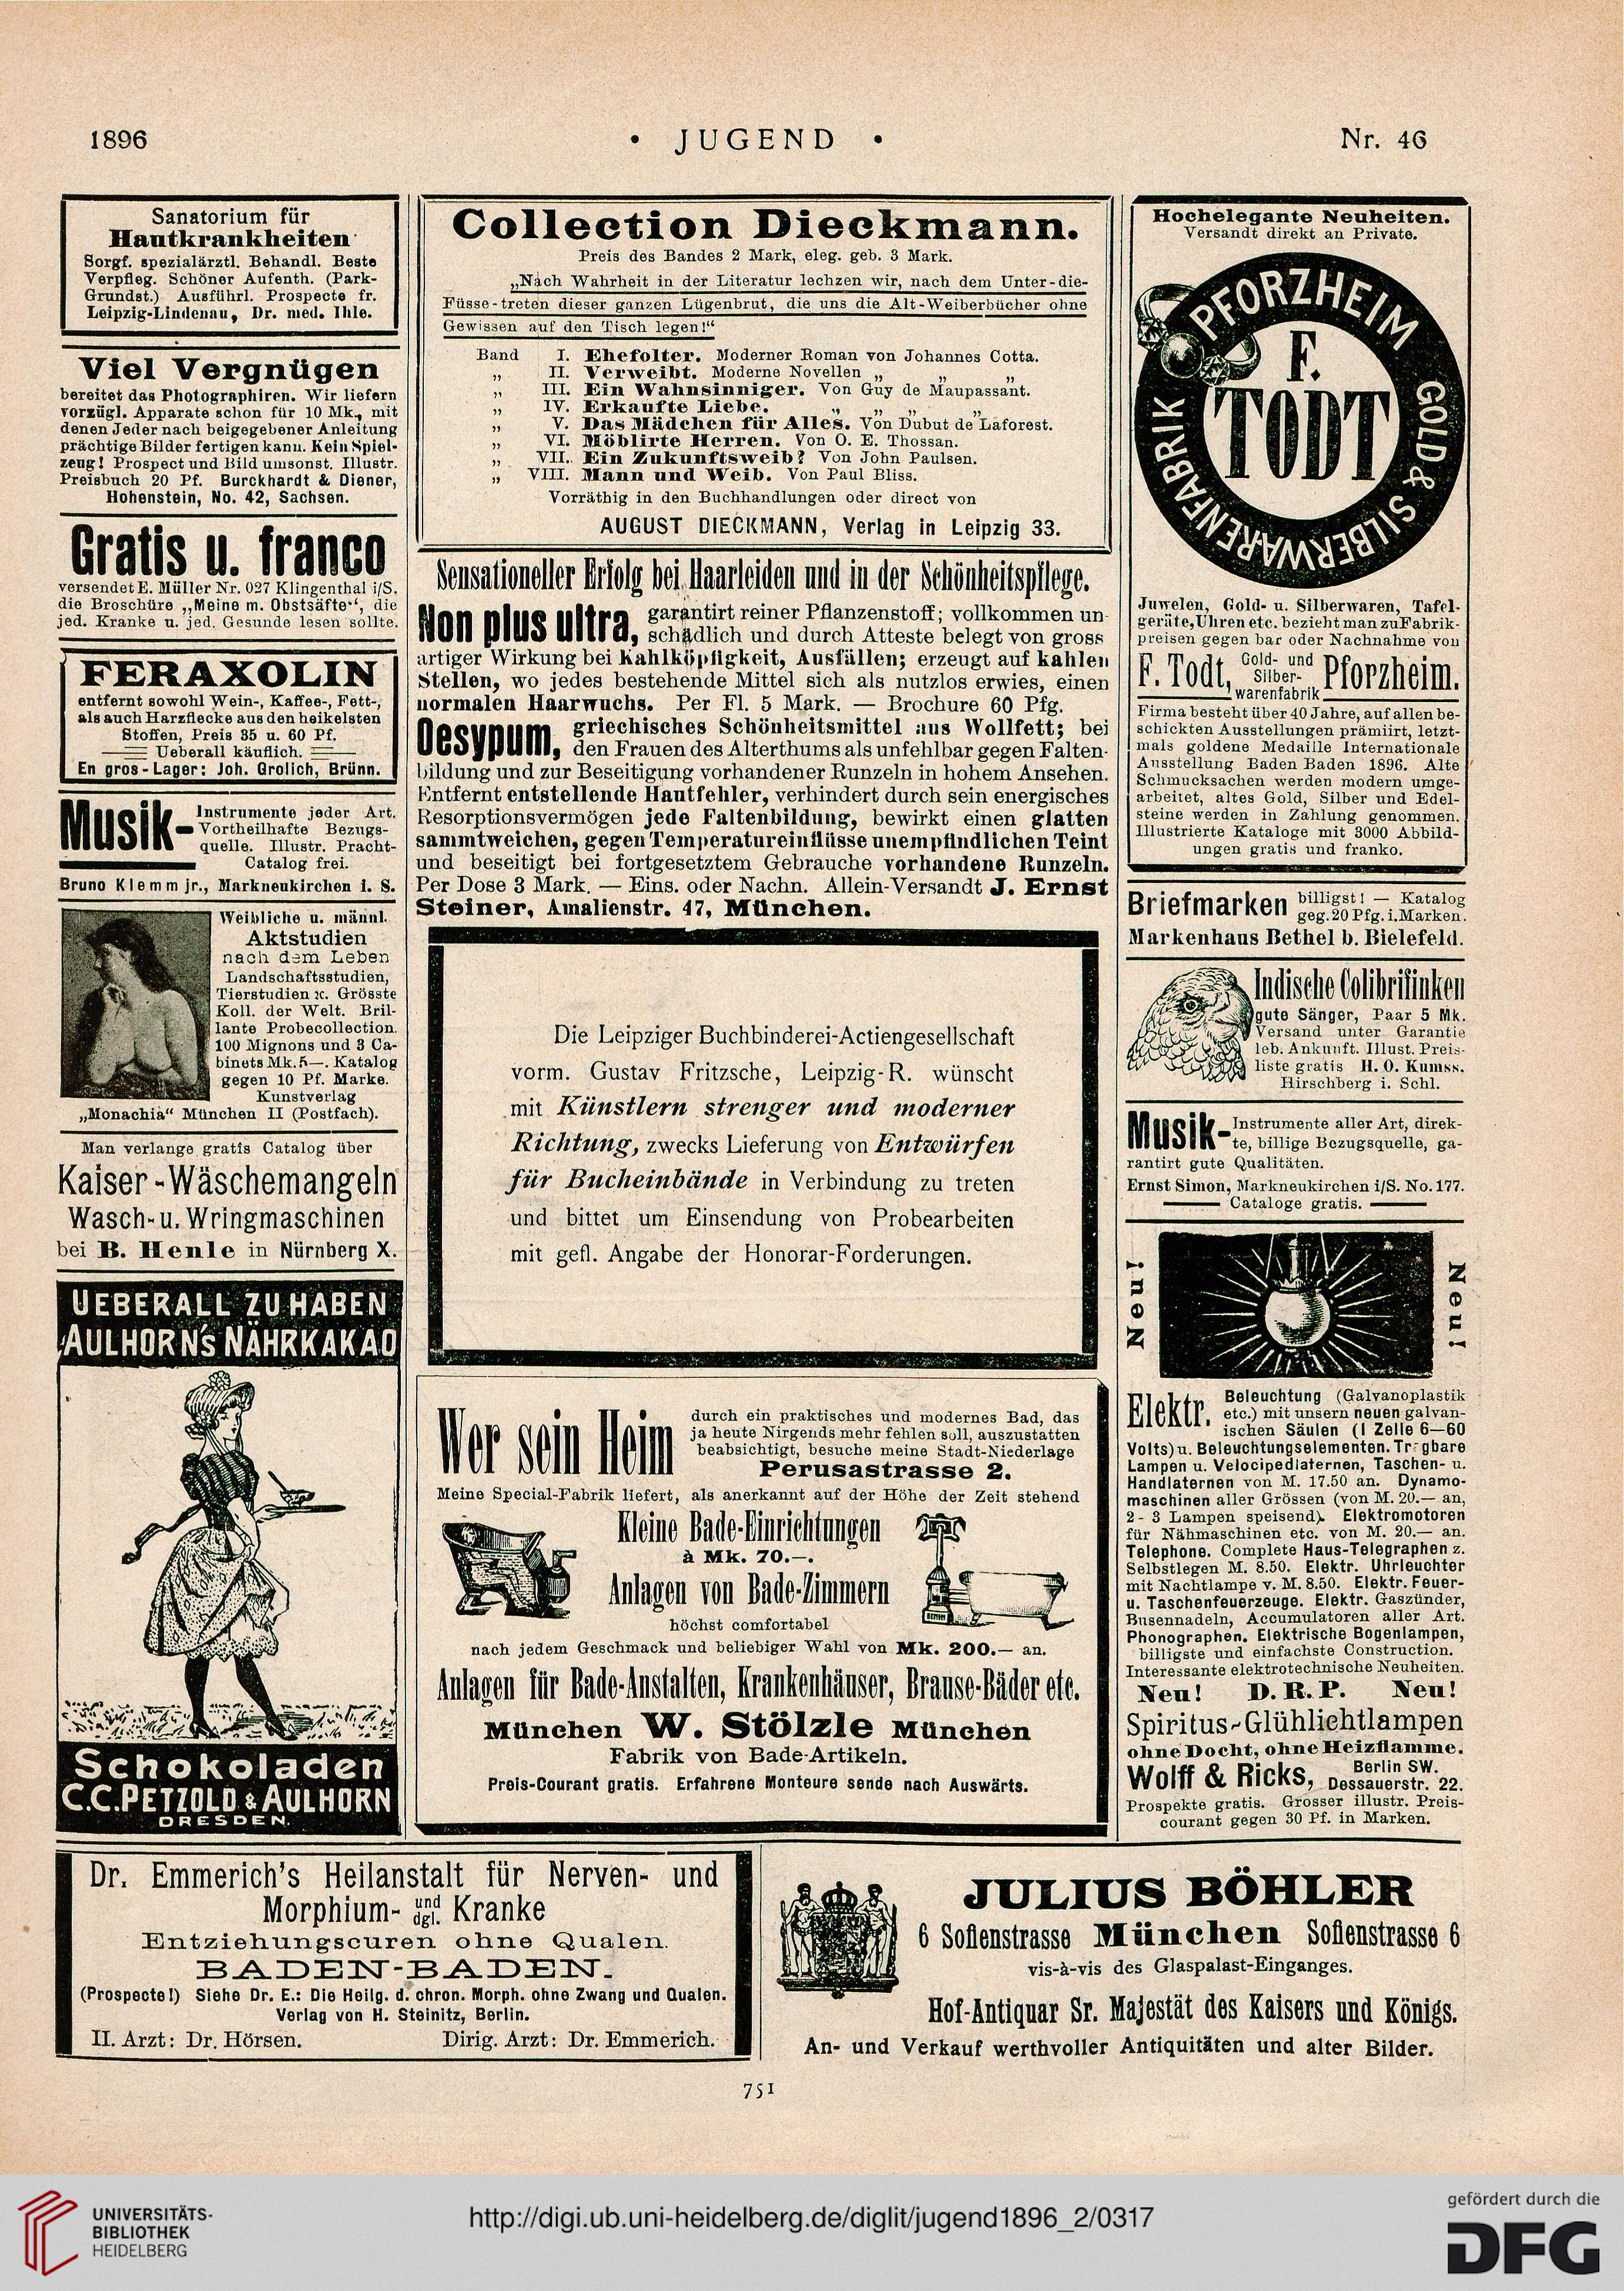 1896
• JUGEND •
Nr. 46
Sanatorium für
Hautkrankheiten
Sorgf. spezialärztl. Behandl. Beste
Verpfleg. Schöner Aufenth. (Park-
Grundst.) Ausführl. Prospecte fr.
Leipzig-Lindenau, Dr. med. Ihle.
Viel Vergnügen
bereitet das Photographiren. Wir liefern
vorzügl. Apparate schon für 10 Mk., mit
denen Jeder nach beigegebener Anleitung
prächtige Bilder fertigen kann. Kein Spiel-
zeug! Prospect und Bild umsonst. Illustr.
Preisbuch 20 Pf. Burckhardt & Diener,
Hohenstein, No. 42, Sachsen.
Gratis u. franco
versendet E. Müller Nr. 027 Klingenthal i/S.
die Broschüre „Meine m. Obstsäfte“, die
jed. Kranke u. jed. Gesunde lesen sollte.
FERAXOLIN
entfernt sowohl Wein-, Kaffee-, Fett-,
als auch Harzflecke aus den heikelsten
Stoffen, Preis 35 u. 60 Pf.
Ueberall käuflich.
En gros-Lager: Joh. Grolich, Brünn.
Musik-
Instrumente jeder Art.
Vortheilhafte Bezugs-
quelle. Illustr. Pracht-
Catalog frei.
Bruno Klemm jr., Markneukirchen i. S.
Weibliche u. männl.
Aktstudien
nach dem Leben
Landschaftsstudien,
Tierstudien ꝛc. Grösste
Koll. der Welt. Bril-
lante Probecollection.
100 Mignons und 3 Ca-
binets Mk. 5—. Katalog
gegen 10 Pf. Marke.
Kunstverlag
„Monachia“ München II (Postfach).
Man verlange gratis Catalog über
Kaiser-Wäschemangeln
Wasch- u. Wringmaschinen
bei B. Henle in Nürnberg X.
UEBERALL ZU HABEN
AULHORN's NÄHRKAKAO
Schokoladen
C.C.PETZOLD & AULHORN
DRESDEN.
Collection Dieckmann.
Preis des Bandes 2 Mark, eleg. geb. 3 Mark.
„Nach Wahrheit in der Literatur lechzen wir, nach dem Unter-die-
Füsse-treten dieser ganzen Lügenbrut, die uns die Alt-Weiberbücher ohne
Gewissen auf den Tisch legen!“
Band I. Ehefolter. Moderner Roman von Johannes Cotta.
„ II. Verweibt. Moderne Novellen „ „ „
„ III. Ein Wahnsinniger. Von Guy de Maupassant.
„ IV. Erkaufte Liebe. „ „ „ „
„ V. Das Mädchen für Alles. Von Dubut de Laforest.
„ VI. Möblirte Herren. Von O. E. Thossan.
„ VII. Ein Zukunftsweib? Von John Paulsen.
„ VIII. Mann und Weib. Von Paul Bliss.
Vorräthig in den Buchhandlungen oder direct von
AUGUST DIECKMANN, Verlag in Leipzig 33.
Sensationeller Erfolg bei Haarleiden und in der Schönheitspflege.
Non plus ultra, garantirt reiner Pflanzenstoff; vollkommen un-
schädlich und durch Atteste belegt von gross
artiger Wirkung bei Kahlköpfigkeit, Ausfällen; erzeugt auf kahlen
Stellen, wo jedes bestehende Mittel sich als nutzlos erwies, einen
normalen Haarwuchs. Per Fl. 5 Mark. — Brochure 60 Pfg.
Oesypum, griechisches Schönheitsmittel aus Wollfett; bei
den Frauen des Alterthums als unfehlbar gegen Falten-
bildung und zur Beseitigung vorhandener Runzeln in hohem Ansehen.
Entfernt entstellende Hautfehler, verhindert durch sein energisches
Resorptionsvermögen jede Faltenbildung, bewirkt einen glatten
sammtweichen, gegen Temperatureinflüsse unempfindlichen Teint
und beseitigt bei fortgesetztem Gebrauche vorhandene Runzeln.
Per Dose 3 Mark. — Eins. oder Nachn. Allein-Versandt J. Ernst
Steiner, Amalienstr. 47, München.
Die Leipziger Buchbinderei-Actiengesellschaft
vorm. Gustav Fritzsche, Leipzig-R. wünscht
mit Künstlern strenger und moderner
Richtung, zwecks Lieferung von Entwürfen
für Bucheinbände in Verbindung zu treten
und bittet um Einsendung von Probearbeiten
mit gefl. Angabe der Honorar-Forderungen.
Wer sein Heim
durch ein praktisches und modernes Bad, das
ja heute Nirgends mehr fehlen soll, auszustatten
beabsichtigt, besuche meine Stadt-Niederlage
Perusastrasse 2.
Meine Special-Fabrik liefert, als anerkannt auf der Höhe der Zeit stehend
Kleine Bade-Einrichtungen
à Mk. 70.—.
Anlagen von Bade-Zimmern
höchst comfortabel
nach jedem Geschmack und beliebiger Wahl von Mk. 200.— an.
Anlagen für Bade-Anstalten, Krankenhäuser, Brause-Bäder etc.
München W. Stölzle München
Fabrik von Bade-Artikeln.
Preis-Courant gratis. Erfahrene Monteure sende nach Auswärts.
Hochelegante Neuheiten.
Versandt direkt an Private.
PFORZHEIM
F.
TODT
GOLD & SILBERWARENFABRIK
Juwelen, Gold- u. Silberwaren, Tafel-
geräte, Uhren etc. bezieht man zu Fabrik-
preisen gegen bar oder Nachnahme von
F. Todt, Gold- und Silber-warenfabrik Pforzheim.
Firma besteht über 40 Jahre, auf allen be-
schickten Ausstellungen prämiirt, letzt-
mals goldene Medaille Internationale
Ausstellung Baden Baden 1896. Alte
Schmucksachen werden modern umge-
arbeitet, altes Gold, Silber und Edel-
steine werden in Zahlung genommen.
Illustrierte Kataloge mit 3000 Abbild-
ungen gratis und franko.
Briefmarken billigst! — Katalog
geg. 20 Pfg. i. Marken.
Markenhaus Bethel b. Bielefeld.
Indische Colibrifinken
gute Sänger, Paar 5 Mk.
Versand unter Garantie
leb. Ankunft. Illust. Preis-
liste gratis H. O. Kumss.
Hirschberg i. Schl.
Musik-
Instrumente aller Art, direk-
te, billige Bezugsquelle, ga-
rantirt gute Qualitäten.
Ernst Simon, Markneukirchen i/S. No. 177.
Cataloge gratis.
Neu!
Neu!
Elektr. Beleuchtung (Galvanoplastik
etc.) mit unsern neuen galvan-
ischen Säulen (1 Zelle 6—60
Volts) u. Beleuchtungselementen. Tragbare
Lampen u. Velocipedlaternen, Taschen- u.
Handlaternen von M. 17.50 an. Dynamo-
maschinen aller Grössen (von M. 20.— an,
2-3 Lampen speisend). Elektromotoren
für Nähmaschinen etc. von M. 20.— an.
Telephone. Complete Haus-Telegraphen z.
Selbstlegen M. 8.50. Elektr. Uhrleuchter
mit Nachtlampe v. M. 8.50. Elektr. Feuer-
u. Taschenfeuerzeuge. Elektr. Gaszünder,
Busennadeln, Accumulatoren aller Art.
Phonographen. Elektrische Bogenlampen,
billigste und einfachste Construction.
Interessante elektrotechnische Neuheiten.
Neu! D. R. P. Neu!
Spiritus-Glühlichtlampen
ohne Docht, ohne Heizflamme.
Wolff & Ricks, Berlin SW.
Dessauerstr. 22.
Prospekte gratis. Grosser illustr. Preis-
courant gegen 30 Pf. in Marken.
Dr. Emmerich's Heilanstalt für Nerven- und
Morphium- und dgl. Kranke
Entziehungscuren ohne Qualen.
BADEN-BADEN.
(Prospecte!) Siehe Dr. E.: Die Heilg. d. chron. Morph. ohne Zwang und Qualen.
Verlag von H. Steinitz, Berlin.
II. Arzt: Dr. Hörsen. Dirig. Arzt: Dr. Emmerich.
JULIUS BÖHLER
6 Sofienstrasse München Sofienstrasse 6
vis-à-vis des Glaspalast-Einganges.
Hof-Antiquar Sr. Majestät des Kaisers und Königs.
An- und Verkauf werthvoller Antiquitäten und alter Bilder.
751
UNIVERSITÄTS-
BIBLIOTHEK
HEIDELBERG
http://digi.ub.uni-heidelberg.de/diglit/jugend1896_2/0317
gefördert durch die
DFG